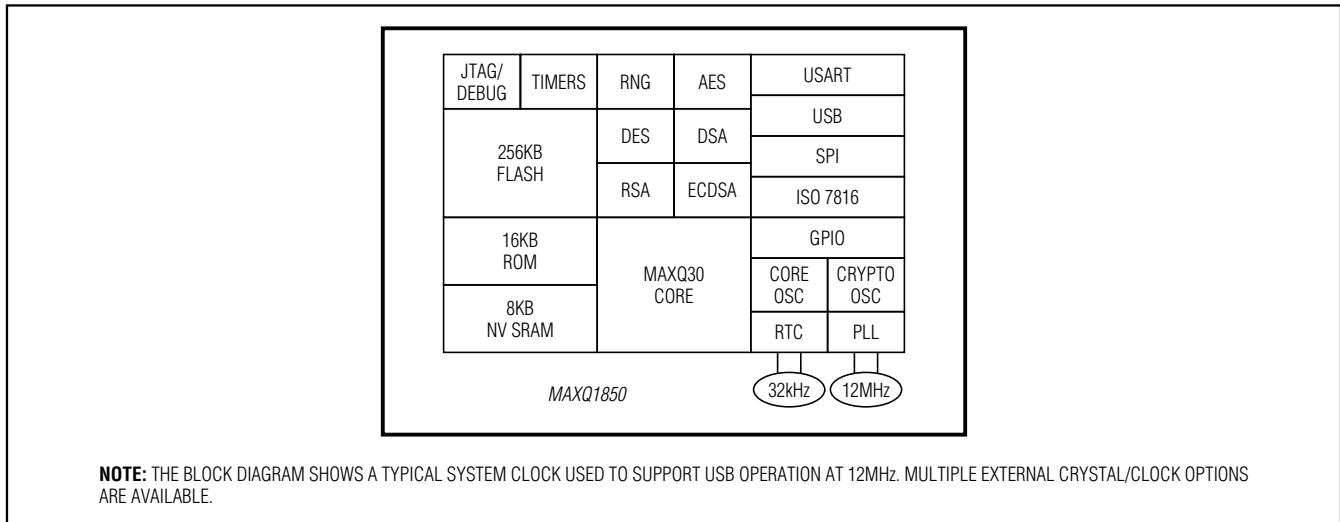 JTAG/
DEBUG
TIMERS
RNG
AES
USART
USB
256KB
FLASH
DES
DSA
SPI
RSA
ECDSA
ISO 7816
16KB
ROM
MAXQ30
CORE
GPIO
CORE
OSC
CRYPTO
OSC
8KB
NV SRAM
RTC
PLL
MAXQ1850
32kHz
12MHz
NOTE: THE BLOCK DIAGRAM SHOWS A TYPICAL SYSTEM CLOCK USED TO SUPPORT USB OPERATION AT 12MHz. MULTIPLE EXTERNAL CRYSTAL/CLOCK OPTIONS
ARE AVAILABLE.